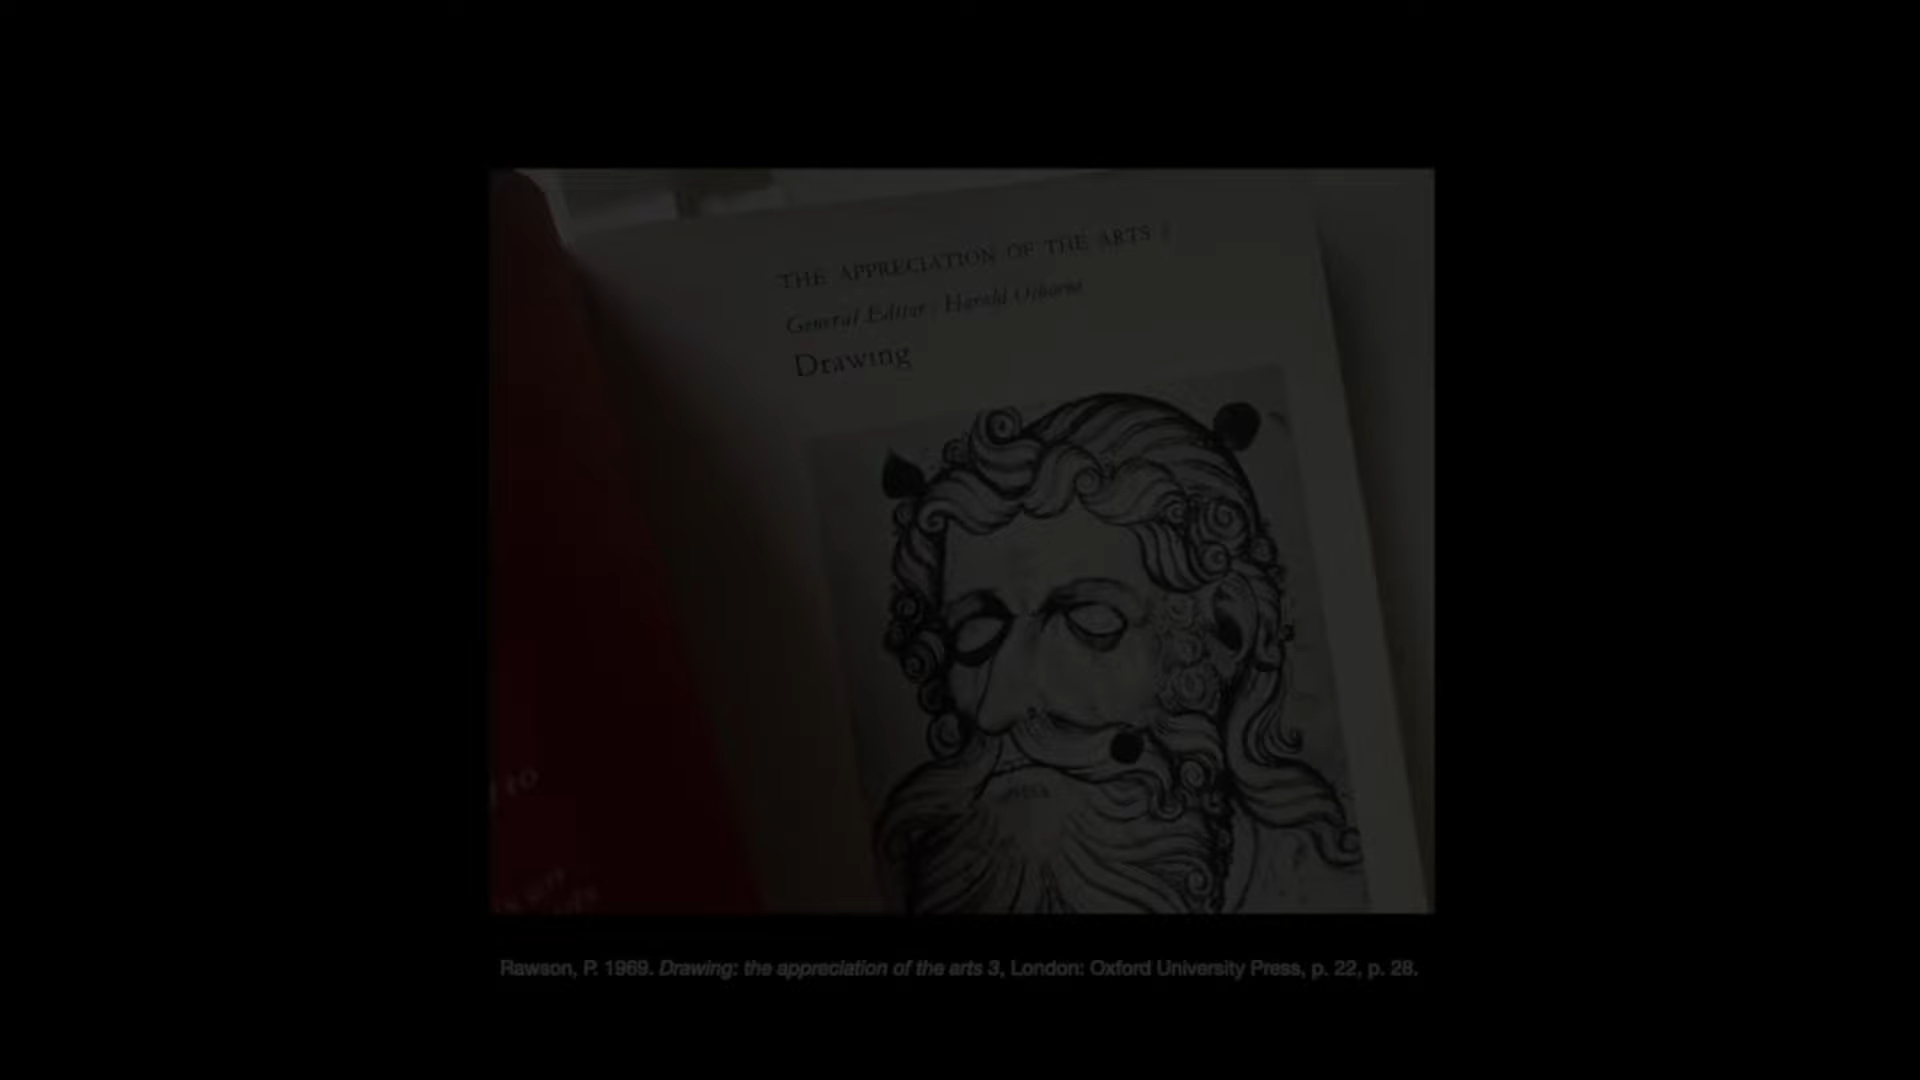 THE APPRECIATION OF THE ARTS
General Editor: Harold Osborne
Drawing
Rawson, P. 1969. Drawing: the appreciation of the arts 3, London: Oxford University Press, p. 22, p. 28.